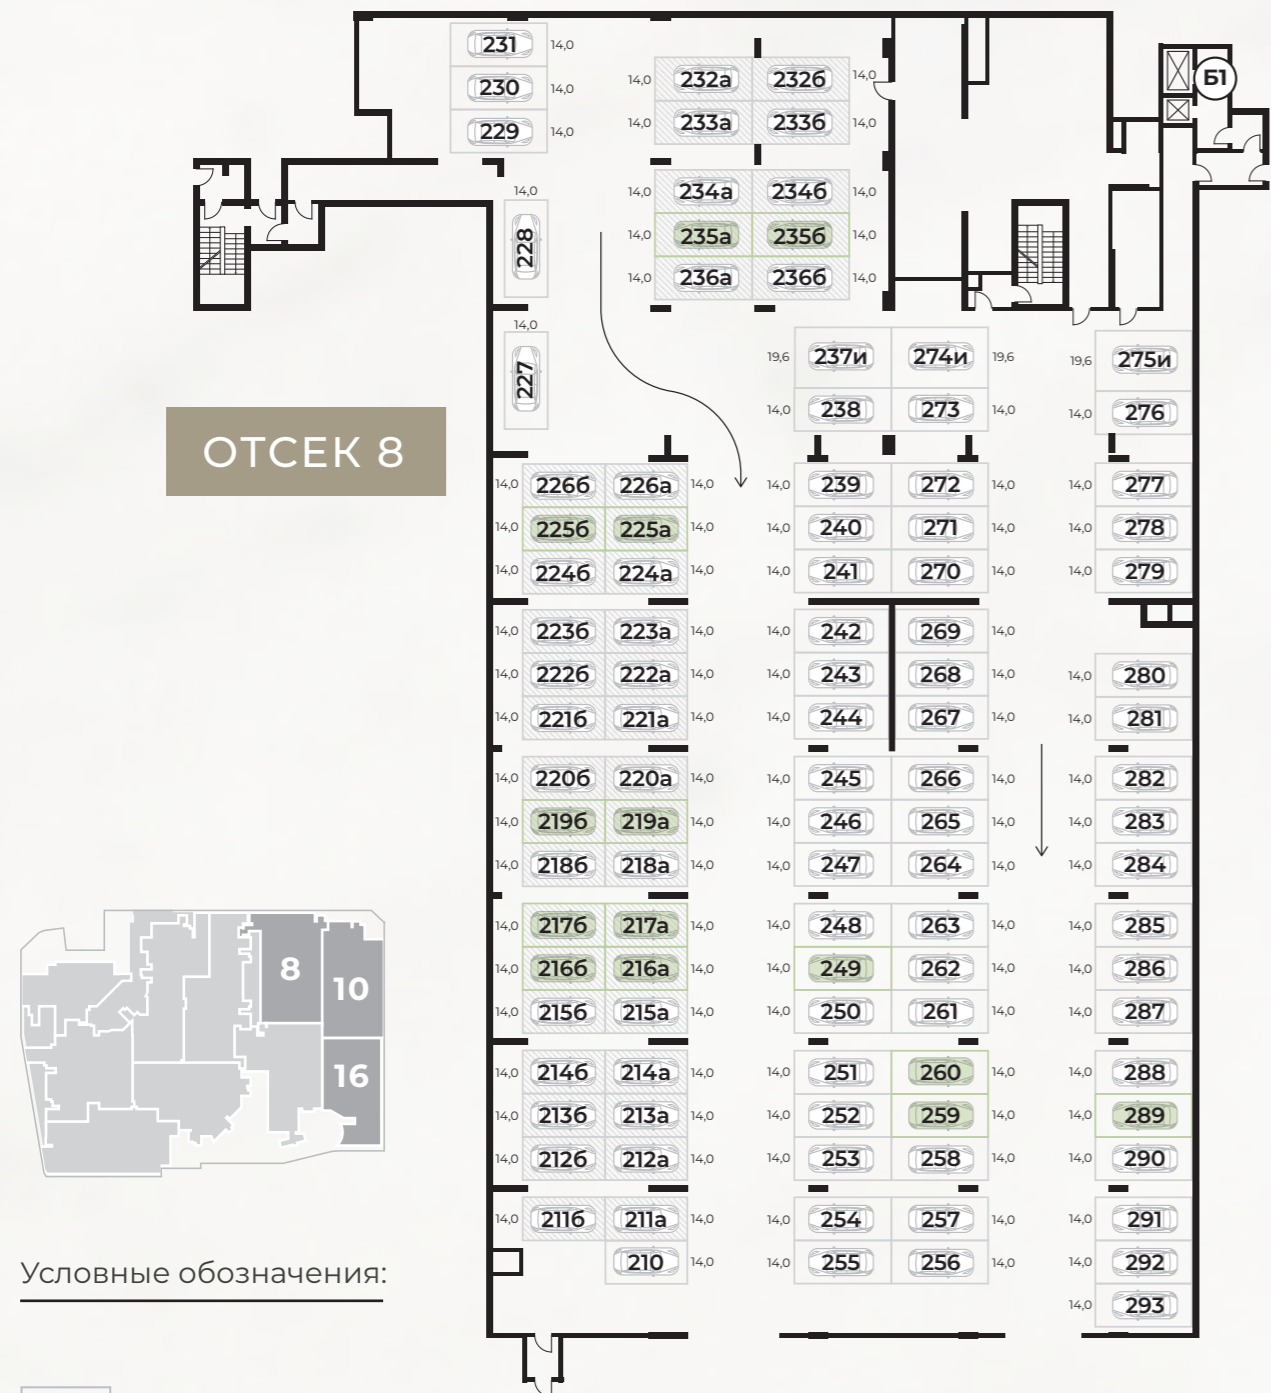 231 14,0
230 14,0
229 14,0
14,0 232а 232б 14,0
14,0 233а 233б 14,0
Б1
14,0 234а 234б 14,0
14,0 235а 235б 14,0
14,0 236а 236б 14,0
14,0
228
14,0
227
19,6 237и 274и 19,6
14,0 238 273 14,0
19,6 275и
14,0 276
ОТСЕК 8
14,0 226б 226а 14,0 14,0 239 272 14,0 14,0 277
14,0 225б 225а 14,0 14,0 240 271 14,0 14,0 278
14,0 224б 224а 14,0 14,0 241 270 14,0 14,0 279
14,0 223б 223а 14,0 14,0 242 269 14,0
14,0 222б 222а 14,0 14,0 243 268 14,0 14,0 280
14,0 221б 221а 14,0 14,0 244 267 14,0 14,0 281
14,0 220б 220а 14,0 14,0 245 266 14,0 14,0 282
14,0 219б 219а 14,0 14,0 246 265 14,0 14,0 283
14,0 218б 218а 14,0 14,0 247 264 14,0 14,0 284
14,0 217б 217а 14,0 14,0 248 263 14,0 14,0 285
14,0 216б 216а 14,0 14,0 249 262 14,0 14,0 286
14,0 215б 215а 14,0 14,0 250 261 14,0 14,0 287
14,0 214б 214а 14,0 14,0 251 260 14,0 14,0 288
14,0 213б 213а 14,0 14,0 252 259 14,0 14,0 289
14,0 212б 212а 14,0 14,0 253 258 14,0 14,0 290
14,0 211б 211а 14,0 14,0 254 257 14,0 14,0 291
210 14,0 14,0 255 256 14,0 14,0 292
14,0 293
8
10
16
Условные обозначения: